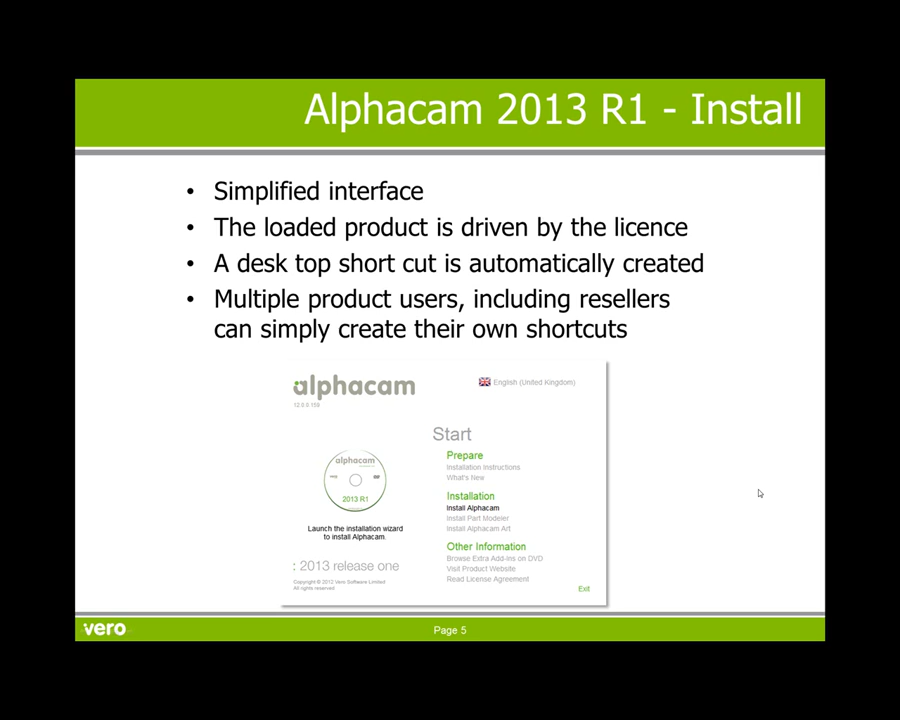 Alphacam 2013 R1 - Install
• Simplified interface
• The loaded product is driven by the licence
• A desk top short cut is automatically created
• Multiple product users, including resellers
can simply create their own shortcuts
alphacam
English (United Kingdom)
Start
alphacam
2013 R1
Launch the installation wizard
to install Alphacam.
: 2013 release one
Copyright © 2012 Vero Software Limited
All rights reserved
Prepare
Installation Instructions
What's New
Installation
Install Alphacam
Install Part Modeler
Install Alphacam Art
Other Information
Browse Extra Add-Ins on DVD
Visit Product Website
Read License Agreement
Exit
vero
Page 5